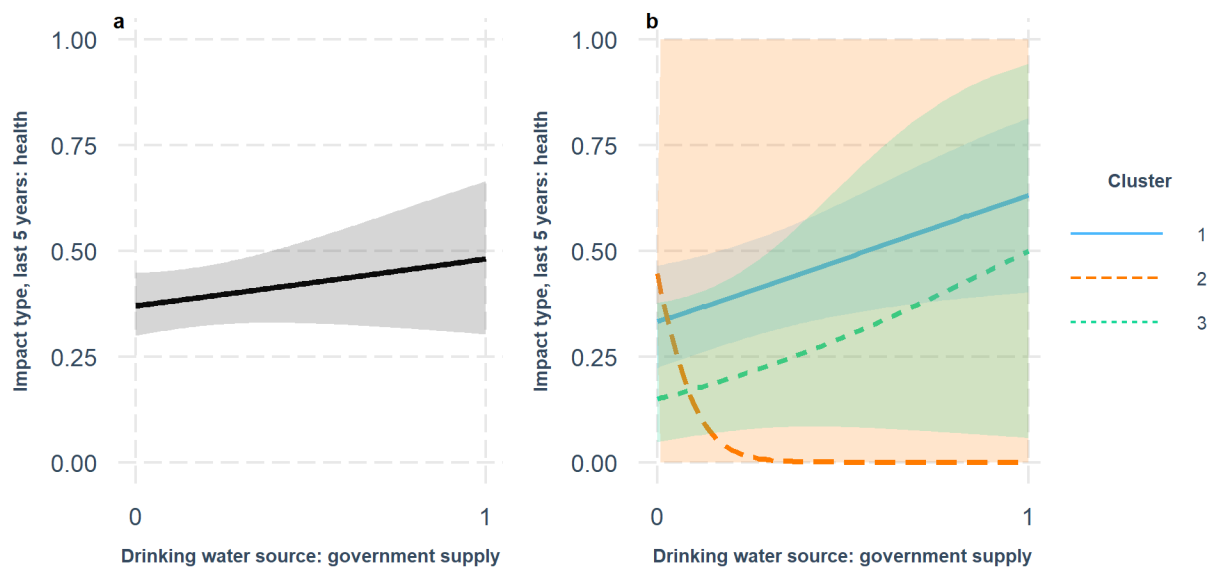 a
1.00
0.75
0.50
0.25
0.00
Impact type, last 5 years: health
0
1
Drinking water source: government supply
b
1.00
0.75
0.50
0.25
0.00
Impact type, last 5 years: health
0
1
Drinking water source: government supply
Cluster
1
2
3